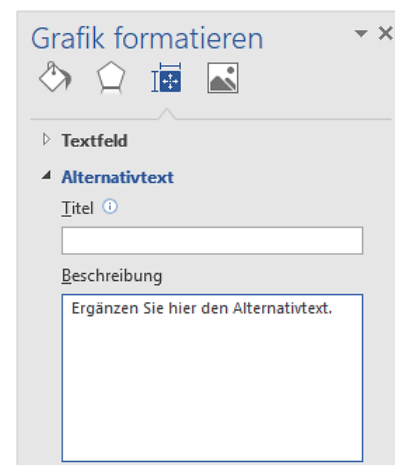 Grafik formatieren
Textfeld
Alternativtext
Titel
Beschreibung
Ergänzen Sie hier den Alternativtext.